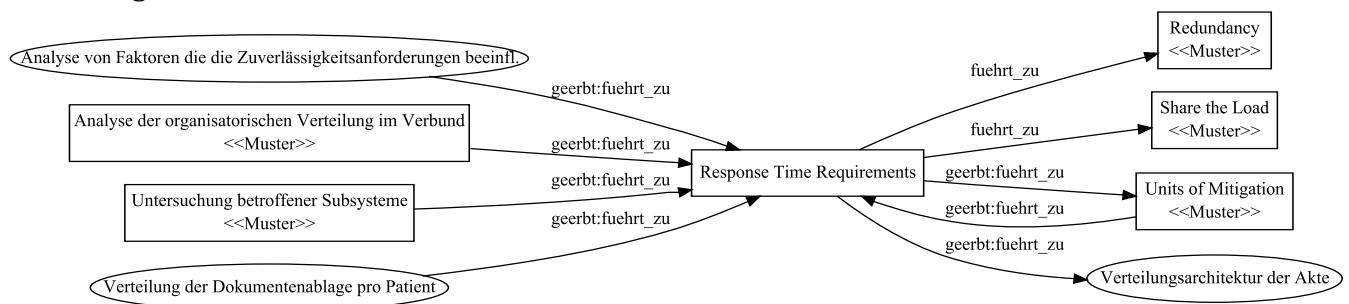 Analyse von Faktoren die die Zuverlässigkeitsanforderungen beeinfl.
Analyse der organisatorischen Verteilung im Verbund
<<Muster>>
Untersuchung betroffener Subsysteme
<<Muster>>
Verteilung der Dokumentenablage pro Patient
geerbt:fuehrt_zu
geerbt:fuehrt_zu
geerbt:fuehrt_zu
geerbt:fuehrt_zu
Response Time Requirements
fuehrt_zu
fuehrt_zu
geerbt:fuehrt_zu
geerbt:fuehrt_zu
geerbt:fuehrt_zu
Redundancy
<<Muster>>
Share the Load
<<Muster>>
Units of Mitigation
<<Muster>>
Verteilungsarchitektur der Akte